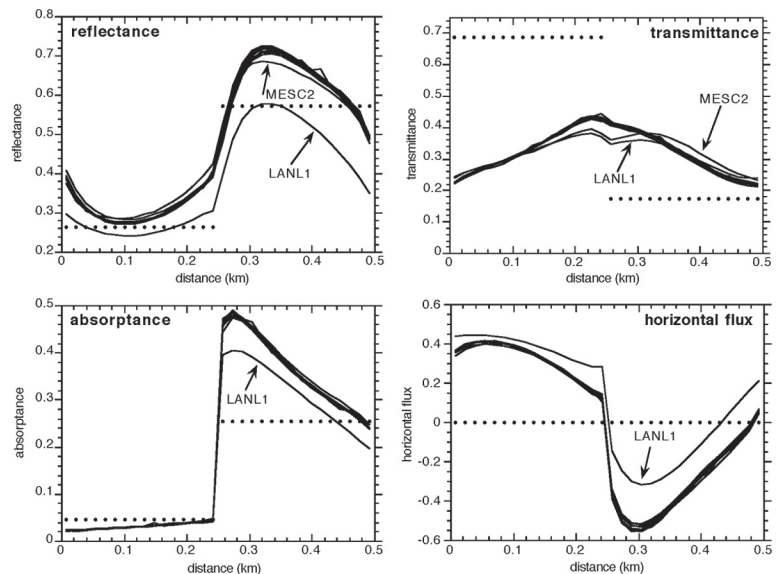 reflectance
0.8
0.7
0.6
0.5
0.4
0.3
0.2
reflectance
MESC2
LANL1
0 0.1 0.2 0.3 0.4 0.5
distance (km)
transmittance
0.7
0.6
0.5
0.4
0.3
0.2
0.1
0
transmittance
MESC2
LANL1
0 0.1 0.2 0.3 0.4 0.5
distance (km)
absorptance
0.5
0.4
0.3
0.2
0.1
0
absorptance
LANL1
0 0.1 0.2 0.3 0.4 0.5
distance (km)
horizontal flux
0.6
0.4
0.2
0
-0.2
-0.4
-0.6
horizontal flux
LANL1
0 0.1 0.2 0.3 0.4 0.5
distance (km)